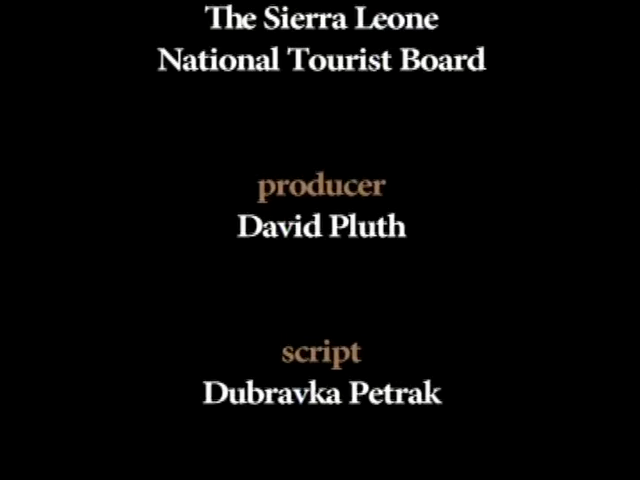 The Sierra Leone
National Tourist Board
producer
David Pluth
script
Dubravka Petrak